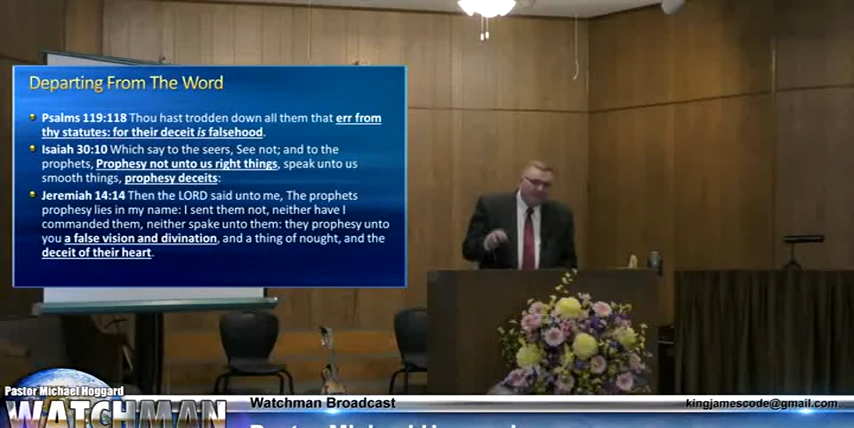 Departing From The Word
Psalms 119:118 Thou hast trodden down all them that err from
thy statutes: for their deceit is falsehood.
Isaiah 30:10 Which say to the seers, See not; and to the
prophets, Prophesy not unto us right things, speak unto us
smooth things, prophesy deceits:
Jeremiah 14:14 Then the LORD said unto me, The prophets
prophesy lies in my name: I sent them not, neither have I
commanded them, neither spake unto them: they prophesy unto
you a false vision and divination, and a thing of nought, and the
deceit of their heart.
Pastor Michael Hoggard
WATCHMAN
Watchman Broadcast
kingjamescode@gmail.com
Pastor Michael Hoggard